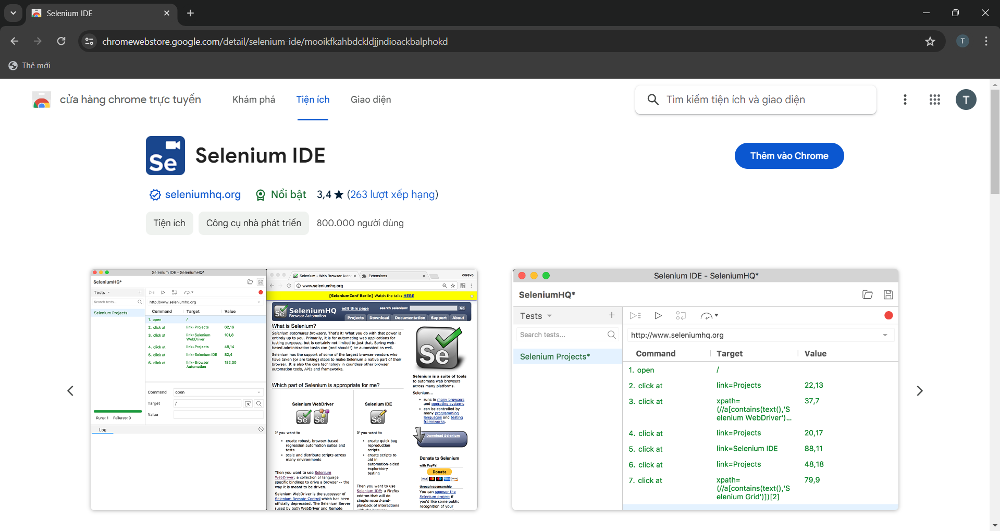 Selenium IDE
chromewebstore.google.com/detail/selenium-ide/mooikfkahbdckldjjndioackbalphokd
T
Thẻ mới
cửa hàng chrome trực tuyến
Khám phá
Tiện ích
Giao diện
Tìm kiếm tiện ích và giao diện
T
Se
Selenium IDE
Thêm vào Chrome
seleniumhq.org
Nổi bật
3,4 ★ (263 lượt xếp hạng)
Tiện ích
Công cụ nhà phát triển
800.000 người dùng
Selenium IDE - SeleniumHQ*
SeleniumHQ*
Tests
Search tests...
http://www.seleniumhq.org
Selenium Projects
Command Target Value
1. open /
2. click at link=Projects 62,16
3. click at link=Selenium 101,8
WebDriver
4. click at link=Projects 49,14
5. click at link=Selenium IDE 82,4
6. click at link=Browser 182,30
Automation
Command open
Target /
Value
Runs: 1 Failures: 0
Log
Selenium - Web Browser Auto
Extensions
corevo
www.seleniumhq.org
[SeleniumConf Berlin] Watch the talks HERE
SeleniumHQ
Browser Automation
edit this page
search selenium:
Go
Projects Download Documentation Support About
What is Selenium?
Selenium automates browsers. That's it! What you do with that power is
entirely up to you. Primarily, it is for automating web applications for
testing purposes, but is certainly not limited to just that. Boring web-
based administration tasks can (and should!) be automated as well.
Selenium has the support of some of the largest browser vendors who
have taken (or are taking) steps to make Selenium a native part of their
browser. It is also the core technology in countless other browser
automation tools, APIs and frameworks.
Which part of Selenium is appropriate for me?
Selenium WebDriver
Se Se
If you want to
create robust, browser-based
regression automation suites and
tests
scale and distribute scripts across
many environments
Then you want to use Selenium
WebDriver; a collection of language
specific bindings to drive a browser -- the
way it is meant to be driven.
Selenium WebDriver is the successor of
Selenium Remote Control which has been
officially deprecated. The Selenium Server
(used by both WebDriver and Remote
Selenium IDE
Se
If you want to
create quick bug
reproduction
scripts
create scripts to
aid in
automation-aided
exploratory
testing
Then you want to use
Selenium IDE; a Firefox
add-on that will do
simple record-and-
playback of interactions
with the browser
Se
Selenium is a suite of tools
to automate web browsers
across many platforms.
Selenium...
runs in many browsers
and operating systems
can be controlled by
many programming
languages and testing
frameworks.
Download Selenium
Donate to Selenium
with PayPal
Donate
VISA
through sponsorship
You can sponsor the
Selenium project if
you'd like some public
recognition of your
Selenium IDE - SeleniumHQ*
SeleniumHQ*
Tests
Search tests...
http://www.seleniumhq.org
Selenium Projects*
Command Target Value
1. open /
2. click at link=Projects 22,13
3. click at xpath= 37,7
(//a[contains(text(),'S
elenium WebDriver')...
4. click at link=Projects 20,17
5. click at link=Selenium IDE 88,11
6. click at link=Projects 48,18
7. click at xpath= 79,9
(//a[contains(text(),'S
elenium Grid')])[2]